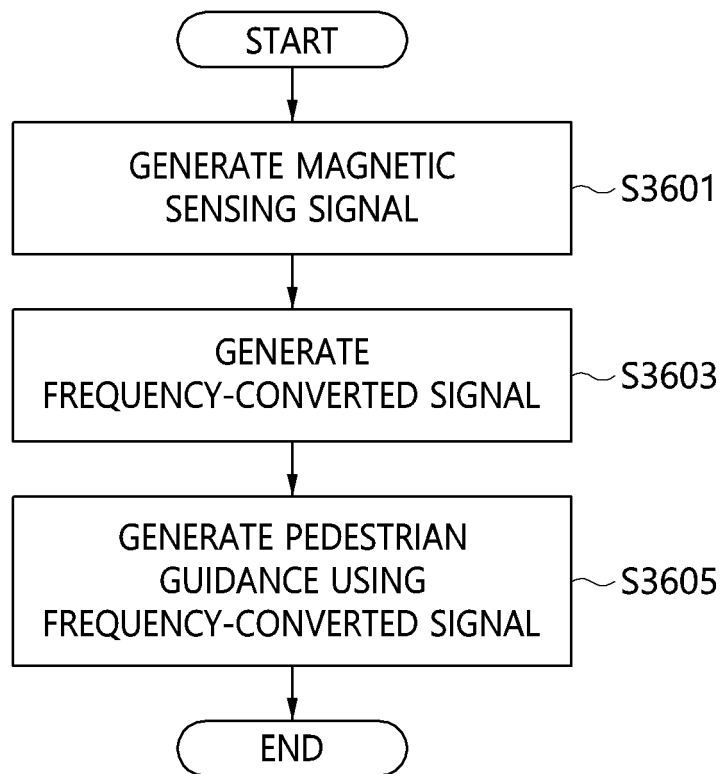 START
GENERATE MAGNETIC
SENSING SIGNAL
S3601
GENERATE
FREQUENCY-CONVERTED SIGNAL
S3603
GENERATE PEDESTRIAN
GUIDANCE USING
FREQUENCY-CONVERTED SIGNAL
S3605
END